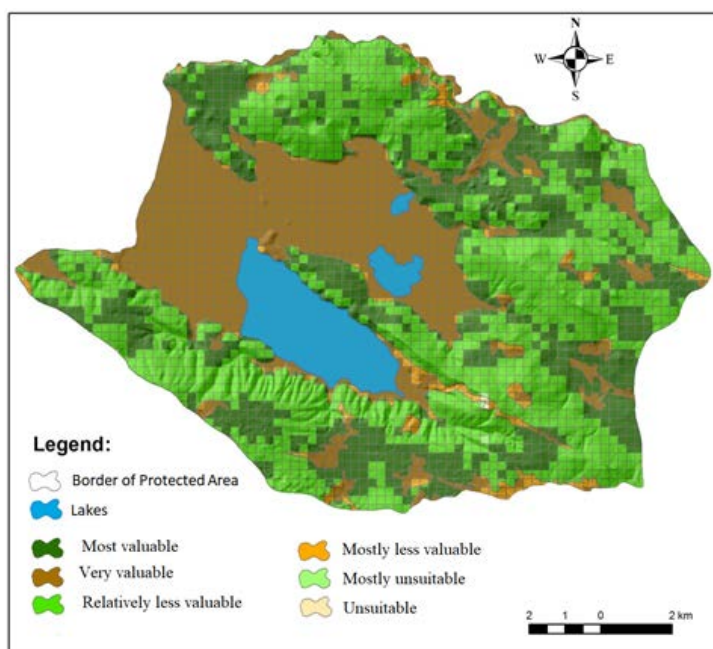 N
W E
S
Legend:
Border of Protected Area
Lakes
Most valuable
Very valuable
Relatively less valuable
Mostly less valuable
Mostly unsuitable
Unsuitable
2 1 0 2 km